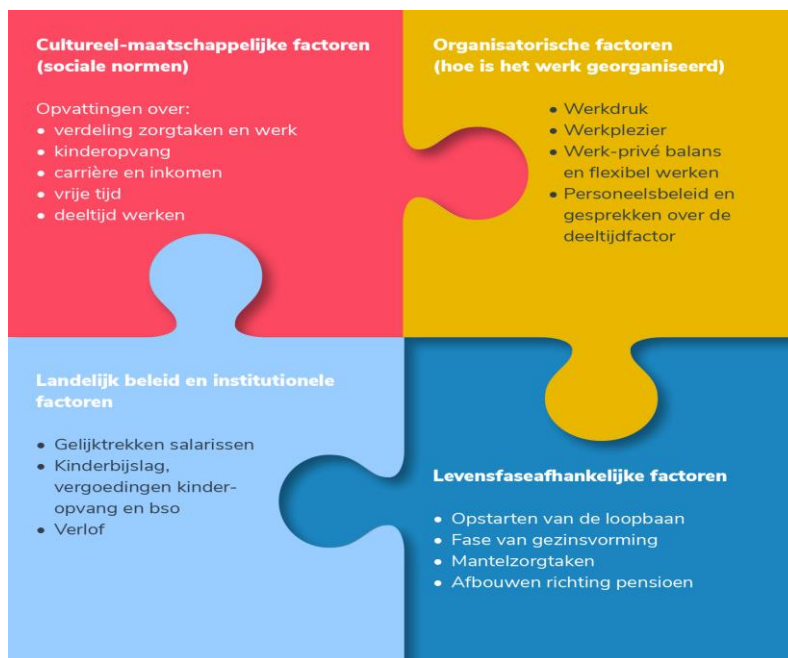 Cultureel-maatschappelijke factoren
(sociale normen)
Opvattingen over:
• verdeling zorgtaken en werk
• kinderopvang
• carrière en inkomen
• vrije tijd
• deeltijd werken
Organisatorische factoren
(hoe is het werk georganiseerd)
• Werkdruk
• Werkplezier
• Werk-privé balans
en flexibel werken
• Personeelsbeleid en
gesprekken over de
deeltijdfactor
Landelijk beleid en institutionele
factoren
• Gelijktrekken salarissen
• Kinderbijslag,
vergoedingen kinder-
opvang en bso
• Verlof
Levensfaseafhankelijke factoren
• Opstarten van de loopbaan
• Fase van gezinsvorming
• Mantelzorgtaken
• Afbouwen richting pensioen